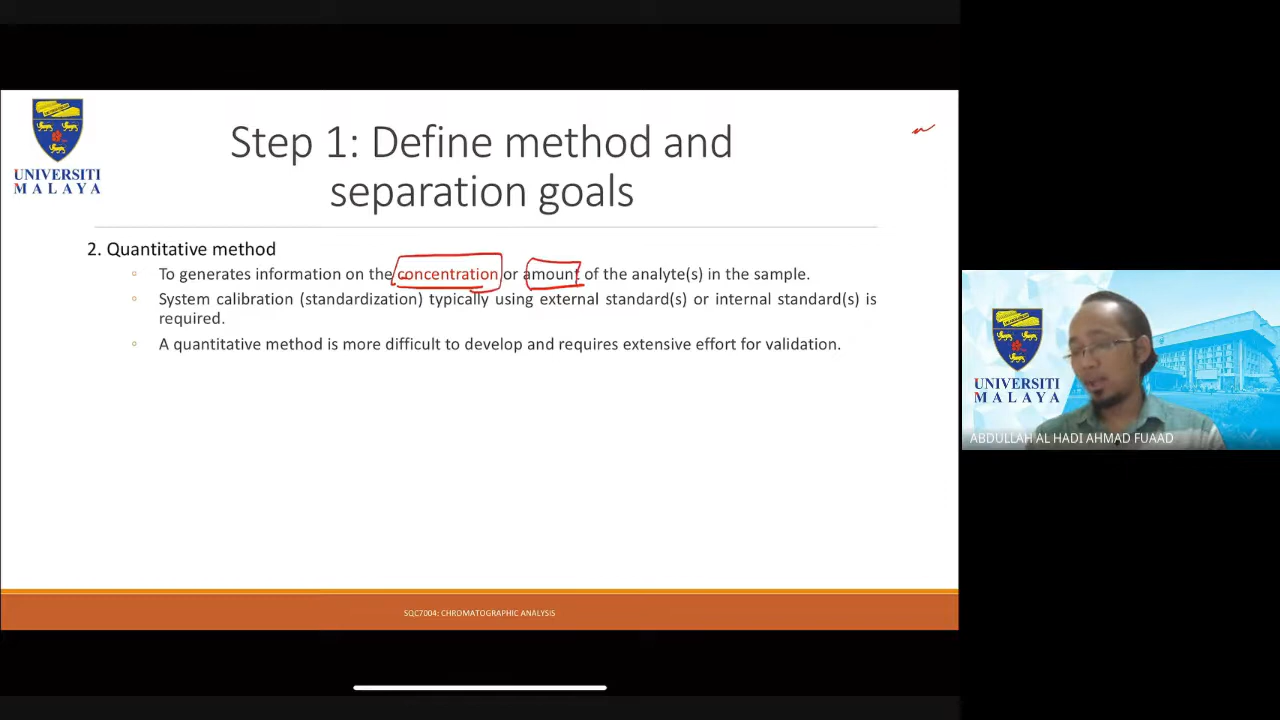 UNIVERSITI
MALAYA
Step 1: Define method and
separation goals
2. Quantitative method
◦ To generates information on the concentration or amount of the analyte(s) in the sample.
◦ System calibration (standardization) typically using external standard(s) or internal standard(s) is
required.
◦ A quantitative method is more difficult to develop and requires extensive effort for validation.
SQC7004: CHROMATOGRAPHIC ANALYSIS
UNIVERSITI
MALAYA
ABDULLAH AL HADI AHMAD FUAAD